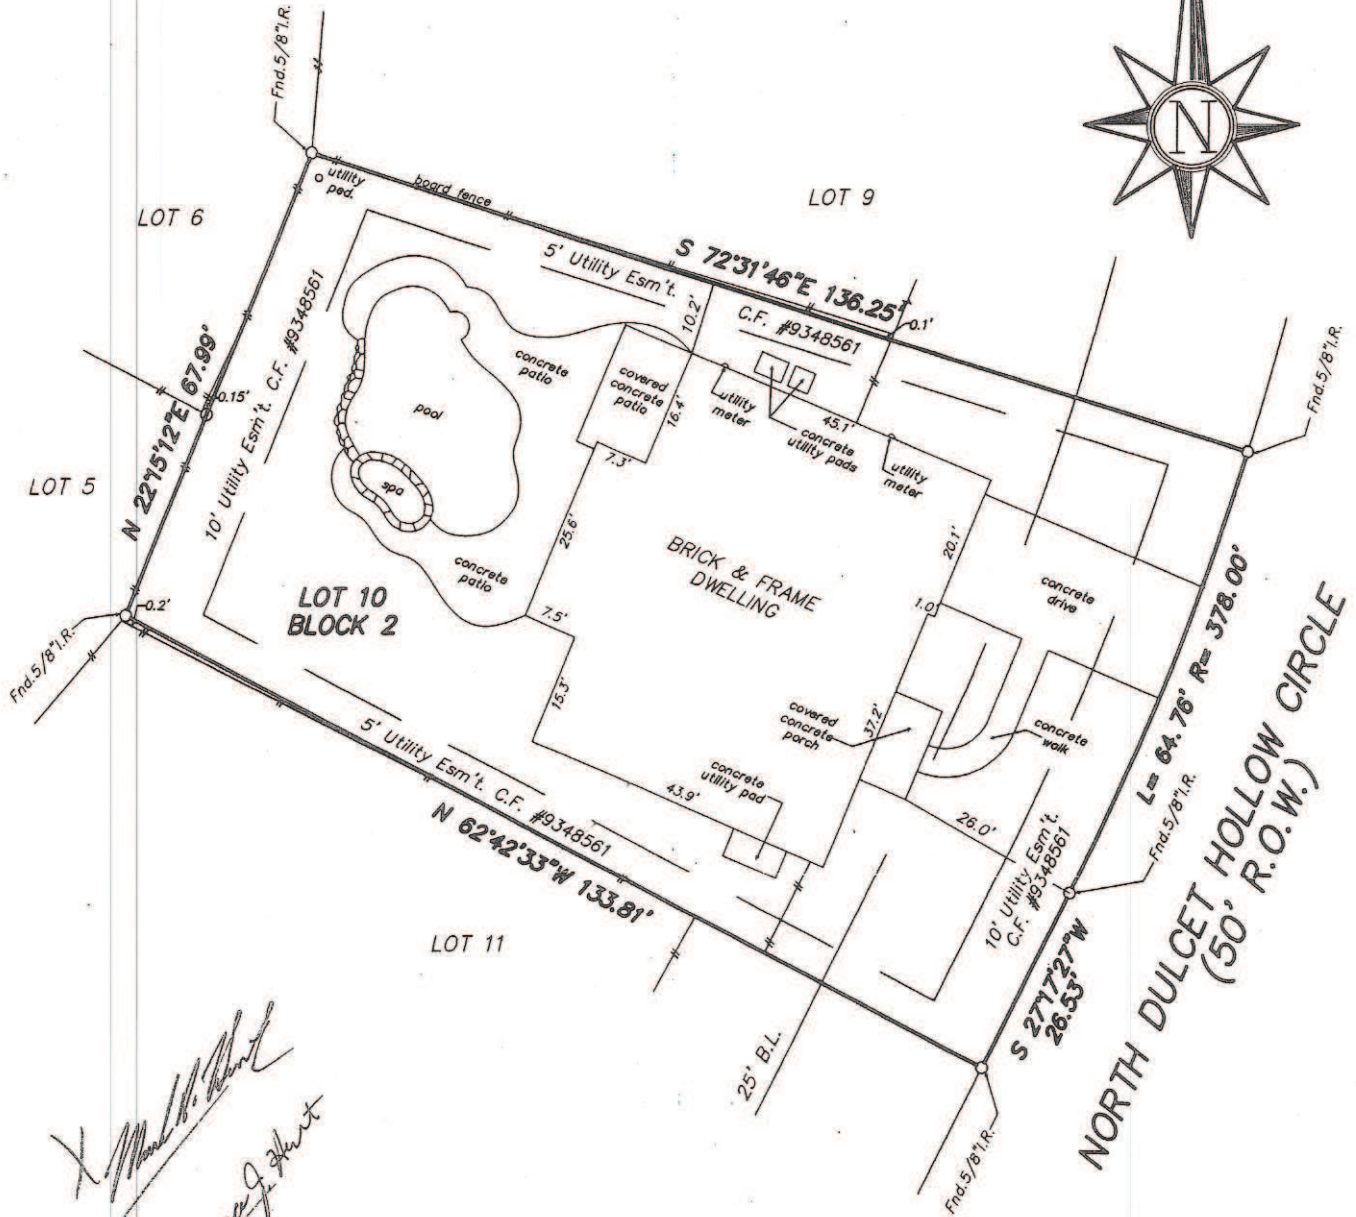 Fnd.5/8"I.R.
N
utility
ped.
board fence
LOT 6
LOT 9
5' Utility Esm't.
S 72°31'46"E 136.25'
10.2'
C.F. #9348561
0.1'
Fnd.5/8"I.R.
N 22°15'12"E 67.99'
0.15'
10' Utility Esm't. C.F. #9348561
concrete
patio
covered
concrete
patio
16.4'
utility
meter
45.1'
concrete
utility pads
utility
meter
pool
7.3'
LOT 5
spa
25.6'
BRICK & FRAME
DWELLING
20.1'
concrete
patio
concrete
drive
LOT 10
BLOCK 2
0.2'
7.5'
1.0'
Fnd.5/8"I.R.
15.3'
covered
concrete
porch
37.2'
concrete
walk
L= 64.76' R= 378.00'
5' Utility Esm't. C.F. #9348561
concrete
utility pad
43.9'
N 62°42'33"W 133.81'
26.0'
10' Utility Esm't.
C.F. #9348561
Fnd.5/8"I.R.
NORTH DULCET HOLLOW CIRCLE
(50' R.O.W.)
LOT 11
S 27°17'27"W
26.53'
25' B.L.
Fnd.5/8"I.R.
X
J. Hunt